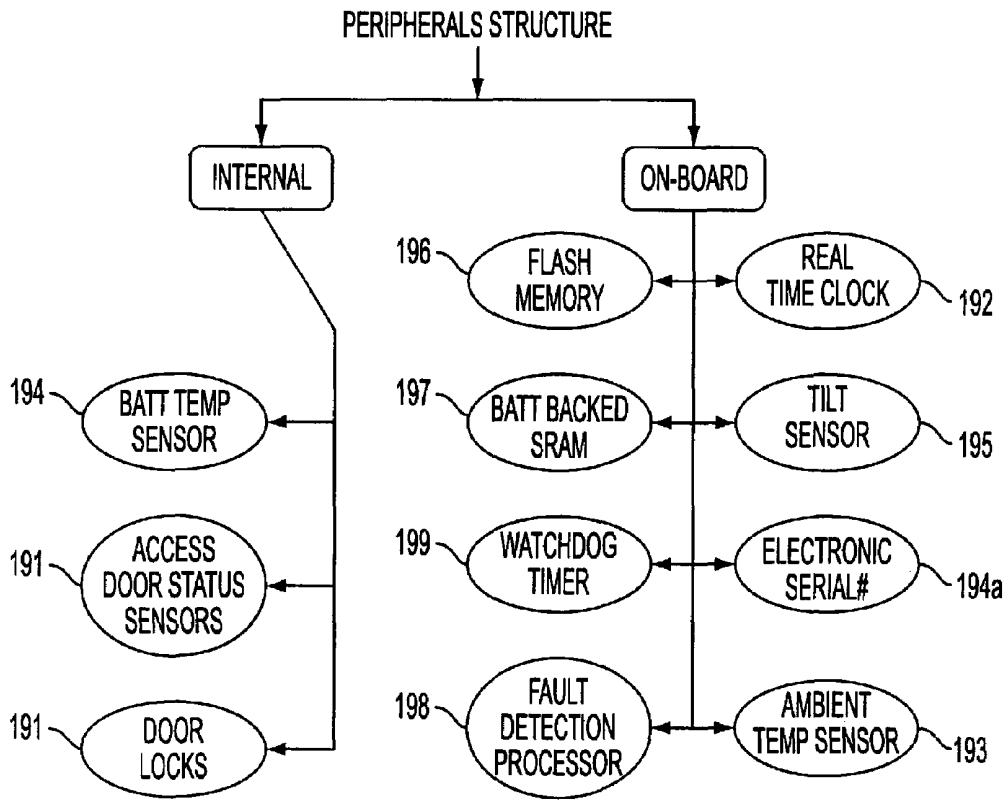 PERIPHERALS STRUCTURE
INTERNAL
ON-BOARD
196
FLASH
MEMORY
REAL
TIME CLOCK
192
194
BATT TEMP
SENSOR
197
BATT BACKED
SRAM
TILT
SENSOR
195
191
ACCESS
DOOR STATUS
SENSORS
199
WATCHDOG
TIMER
ELECTRONIC
SERIAL#
194a
191
DOOR
LOCKS
198
FAULT
DETECTION
PROCESSOR
AMBIENT
TEMP SENSOR
193